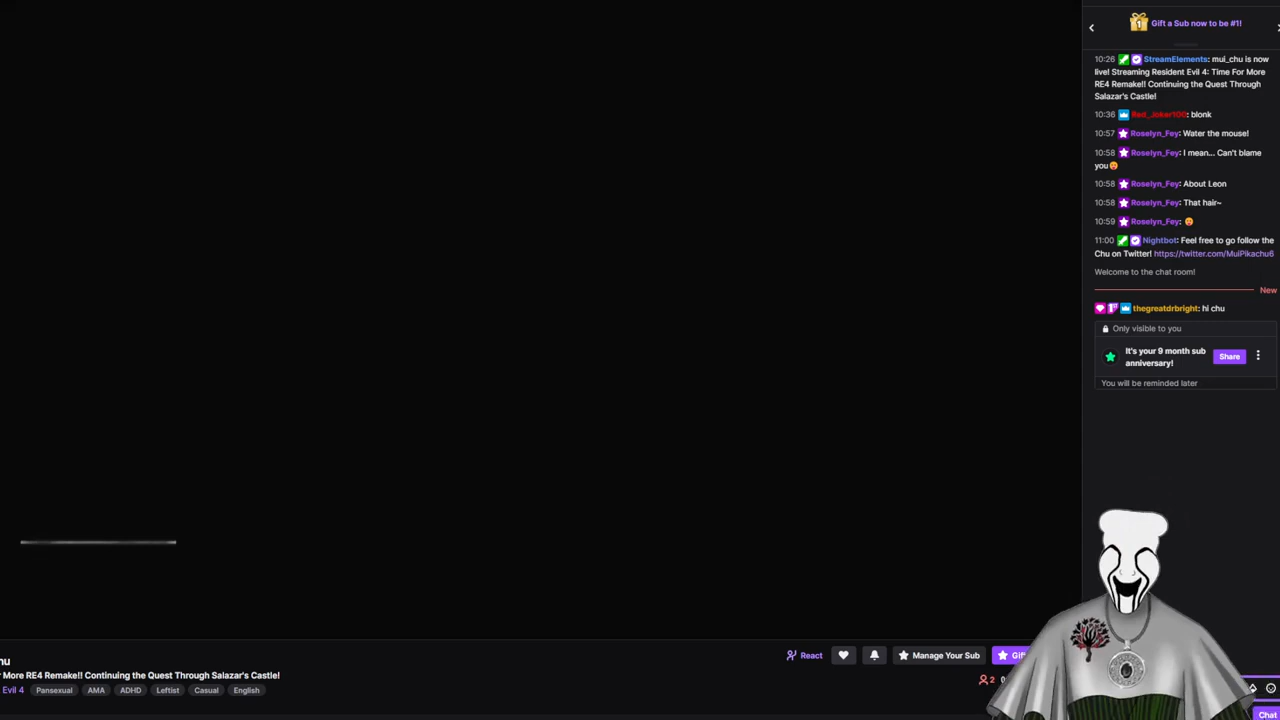 Gift a Sub now to be #1!
10:26 StreamElements: mui_chu is now
live! Streaming Resident Evil 4: Time For More
RE4 Remake!! Continuing the Quest Through
Salazar's Castle!
10:36 Red_Joker100: blonk
10:57 Roselyn_Fey: Water the mouse!
10:58 Roselyn_Fey: I mean... Can't blame
you
10:58 Roselyn_Fey: About Leon
10:58 Roselyn_Fey: That hair~
10:59 Roselyn_Fey:
11:00 Nightbot: Feel free to go follow the
Chu on Twitter! https://twitter.com/MuiPikachu6
Welcome to the chat room!
New
thegreatdrbright: hi chu
Only visible to you
It's your 9 month sub
anniversary!
Share
You will be reminded later
hu
React
Manage Your Sub
Gif
More RE4 Remake!! Continuing the Quest Through Salazar's Castle!
2
Evil 4 Pansexual AMA ADHD Leftist Casual English
Chat